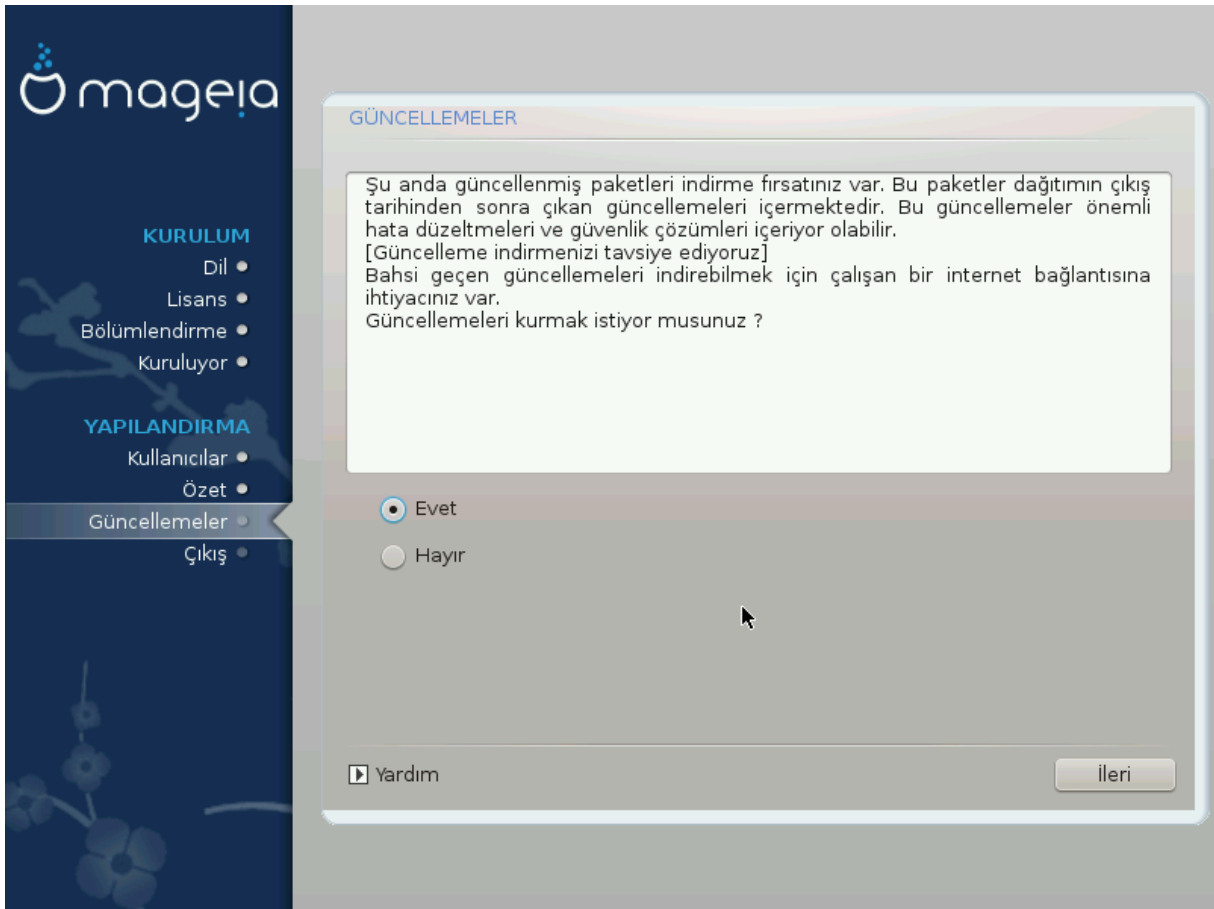 mageia
KURULUM
Dil
Lisans
Bölümlendirme
Kuruluyor
YAPILANDIRMA
Kullanıcılar
Özet
Güncellemeler
Çıkış
GÜNCELLEMELER
Şu anda güncellenmiş paketleri indirme fırsatınız var. Bu paketler dağıtımın çıkış
tarihinden sonra çıkan güncellemeleri içermektedir. Bu güncellemeler önemli
hata düzeltmeleri ve güvenlik çözümleri içeriyor olabilir.
[Güncelleme indirmenizi tavsiye ediyoruz]
Bahsi geçen güncellemeleri indirebilmek için çalışan bir internet bağlantısına
ihtiyacınız var.
Güncellemeleri kurmak istiyor musunuz ?
Evet
Hayır
Yardım
İleri